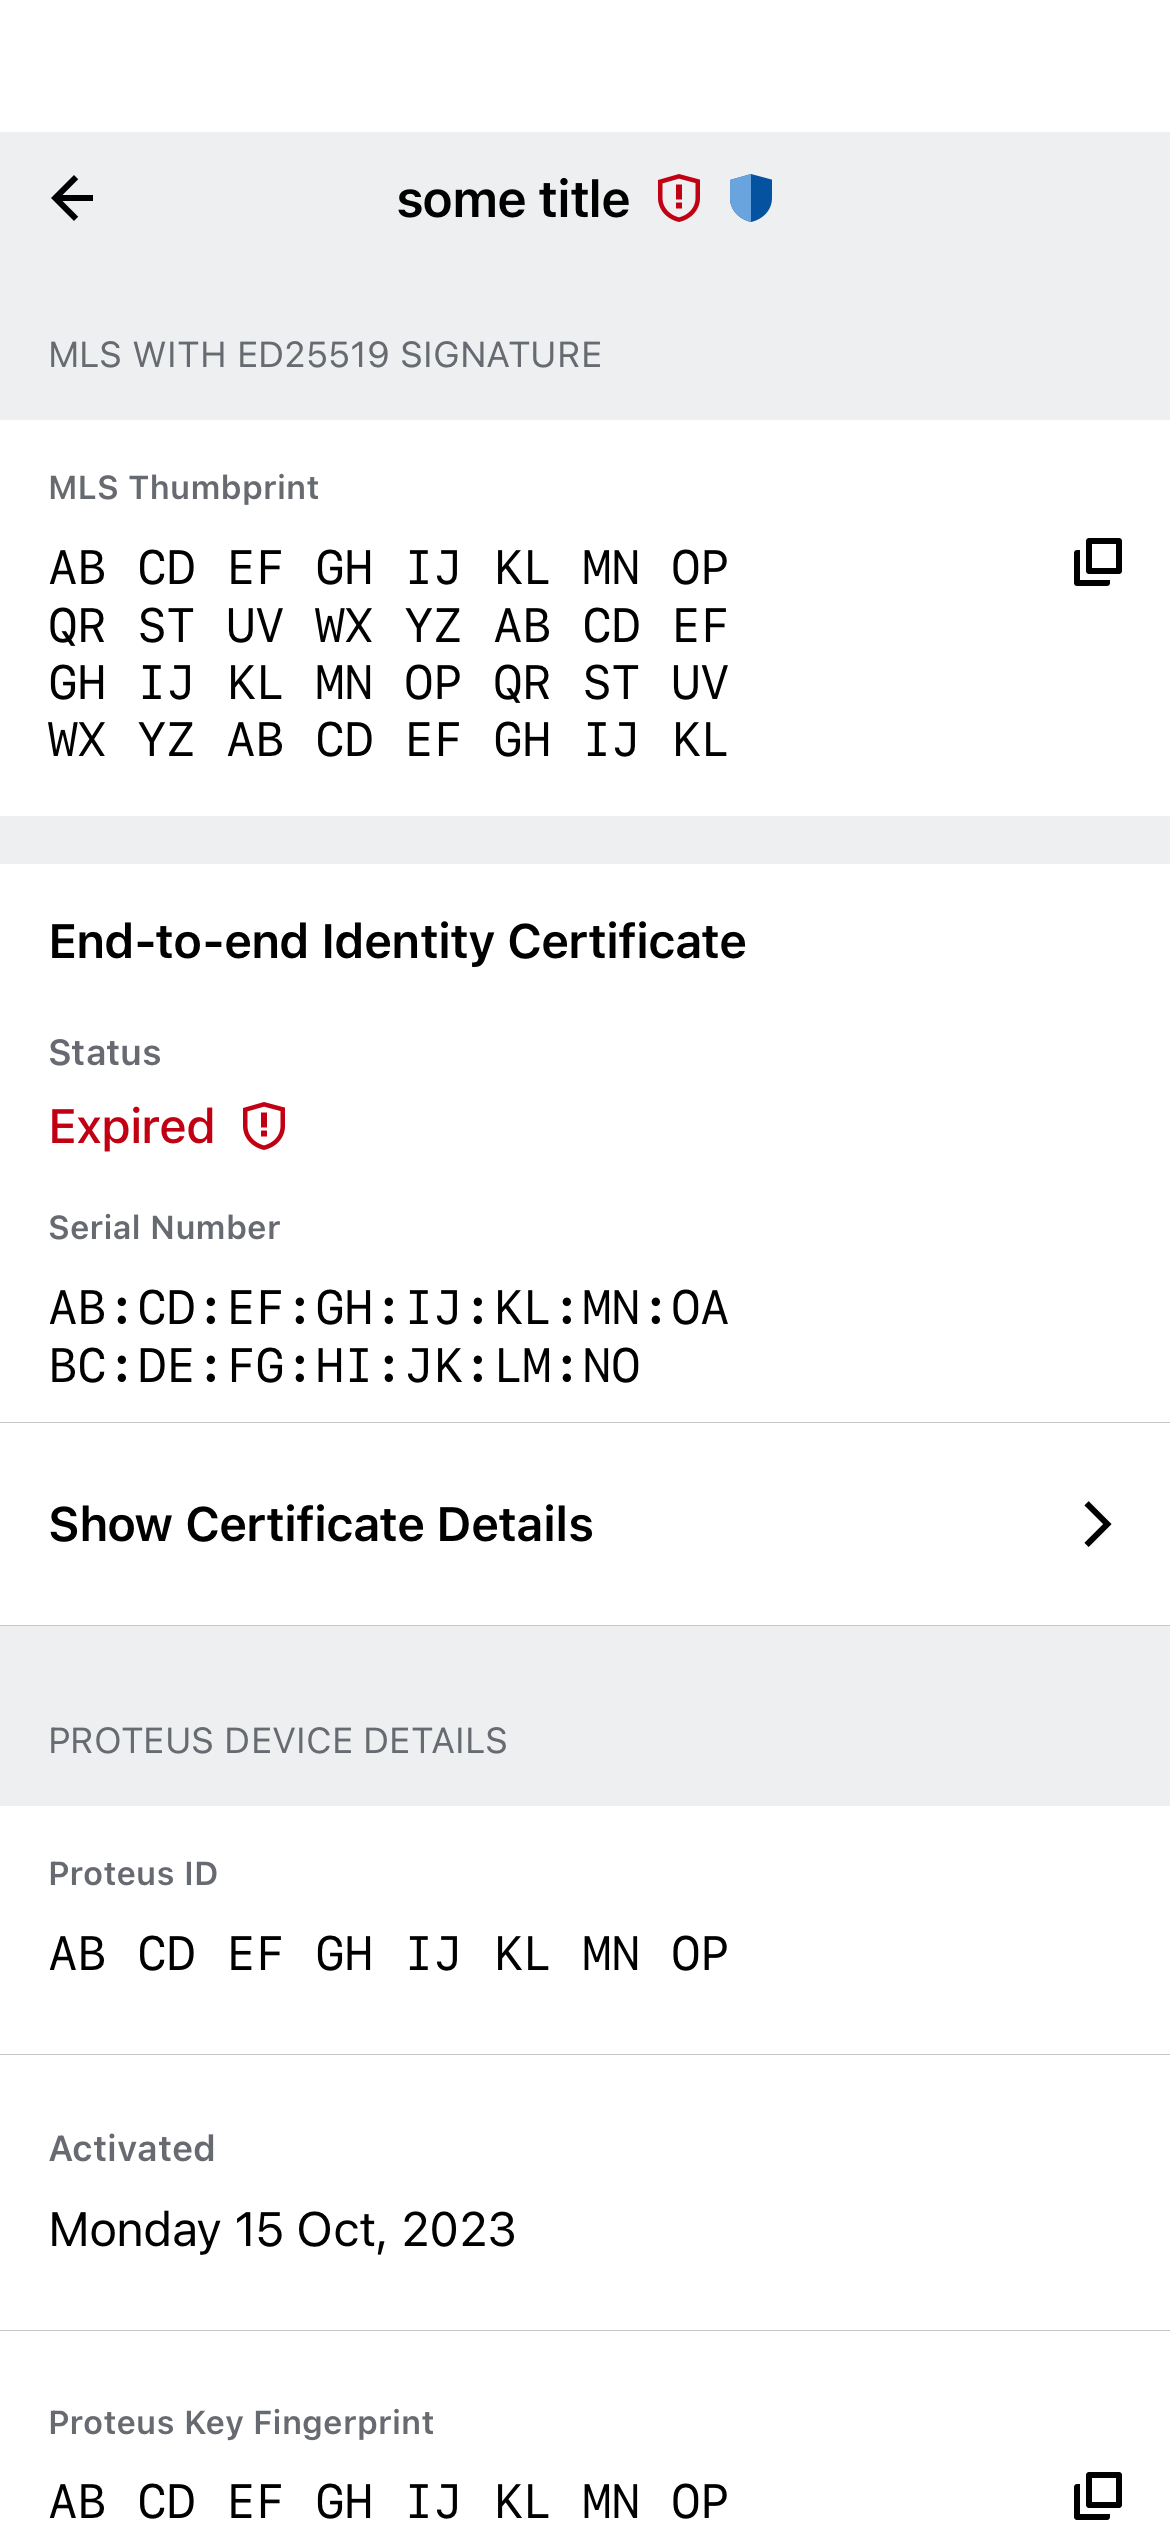 some title
MLS WITH ED25519 SIGNATURE
MLS Thumbprint
AB CD EF GH IJ KL MN OP
QR ST UV WX YZ AB CD EF
GH IJ KL MN OP QR ST UV
WX YZ AB CD EF GH IJ KL
End-to-end Identity Certificate
Status
Expired
Serial Number
AB:CD:EF:GH:IJ:KL:MN:OA
BC:DE:FG:HI:JK:LM:NO
Show Certificate Details
PROTEUS DEVICE DETAILS
Proteus ID
AB CD EF GH IJ KL MN OP
Activated
Monday 15 Oct, 2023
Proteus Key Fingerprint
AB CD EF GH IJ KL MN OP